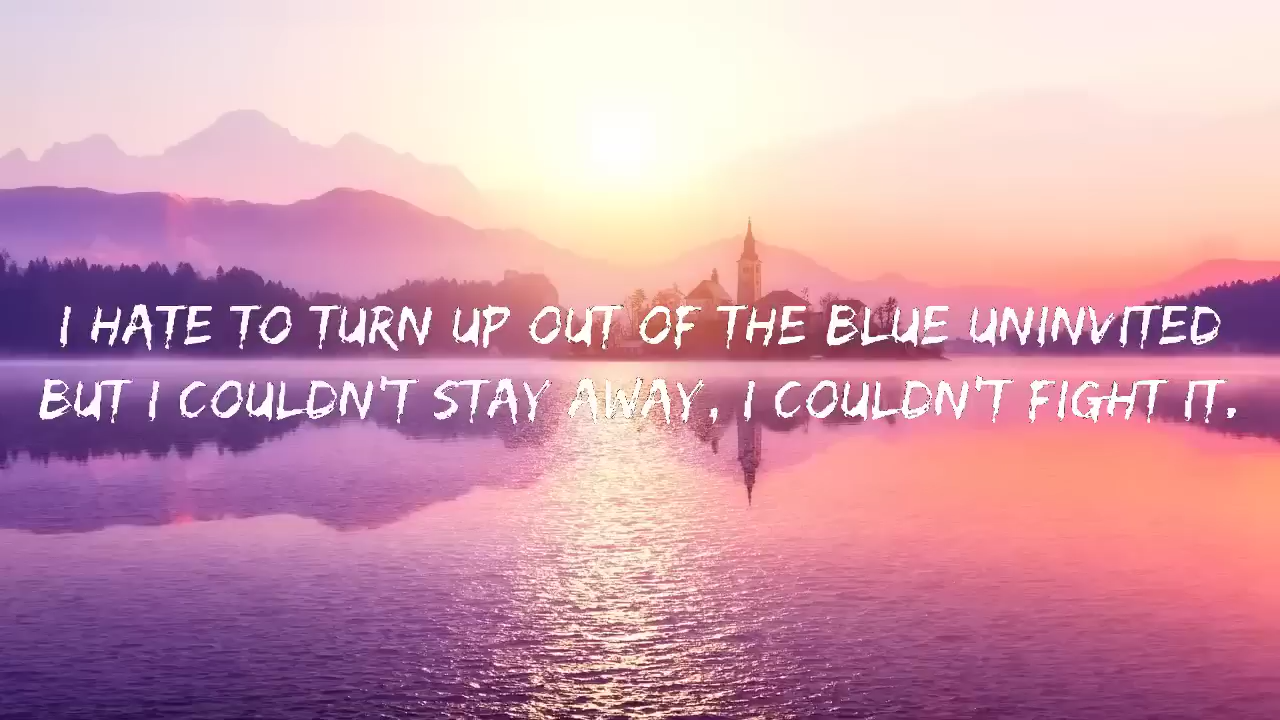 I HATE TO TURN UP OUT OF THE BLUE UNINVITED
BUT I COULDN'T STAY AWAY, I COULDN'T FIGHT IT.